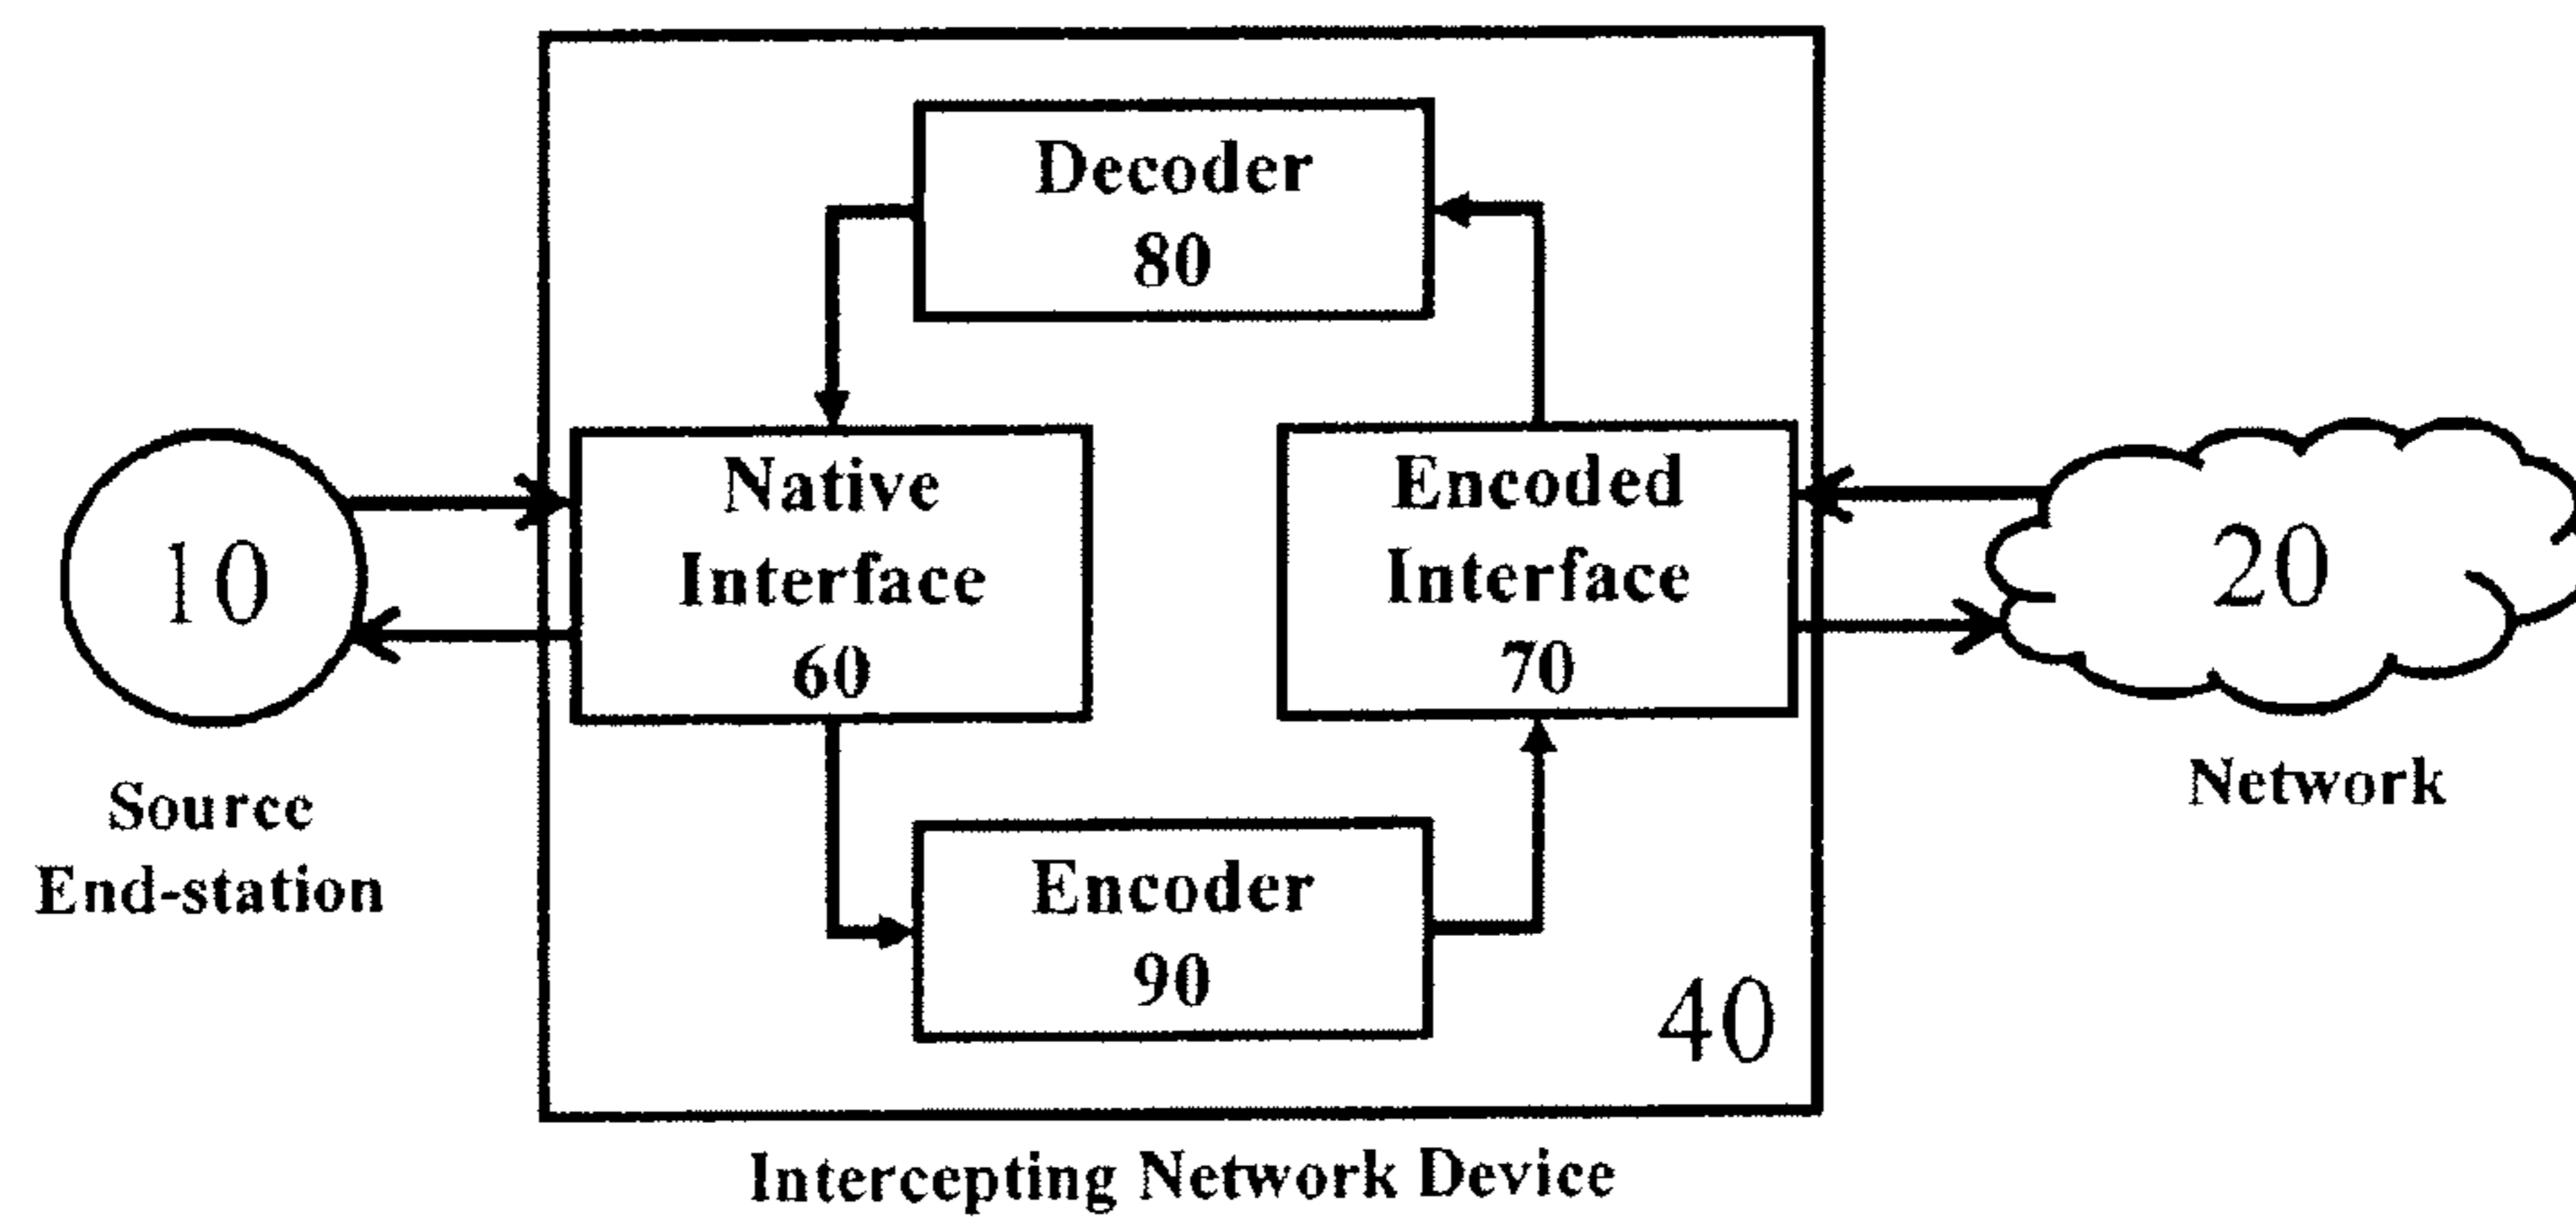 Decoder
80
Native
Interface
60
Encoded
Interface
70
10
20
Source
End-station
Network
Encoder
90
40
Intercepting Network Device